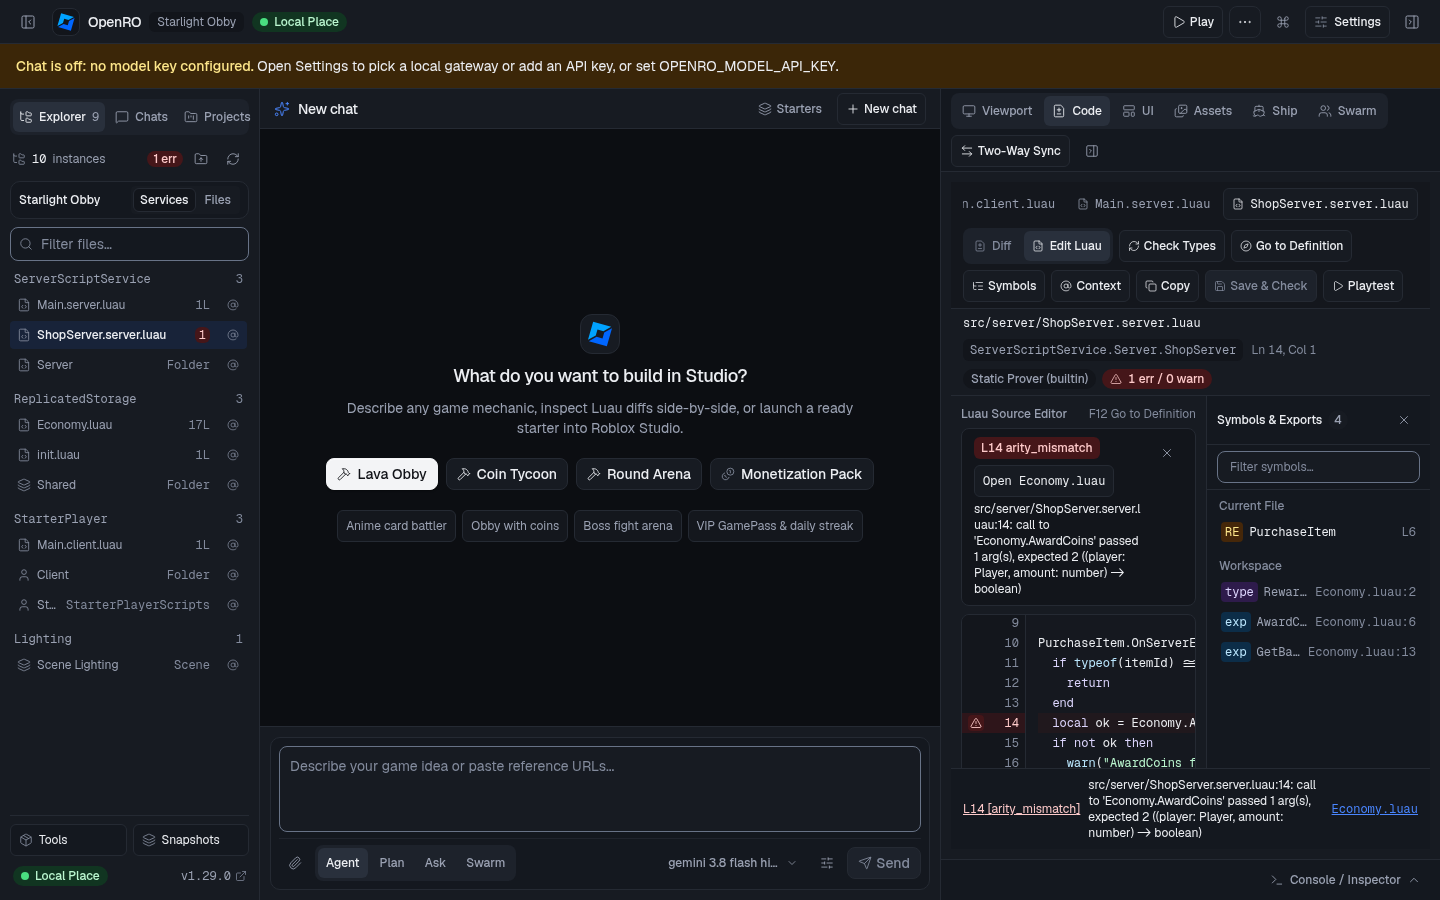 OpenRO
Starlight Obby
Local Place
Play
Settings
Chat is off: no model key configured. Open Settings to pick a local gateway or add an API key, or set OPENRO_MODEL_API_KEY.
Explorer 9
Chats
Projects
10 instances
1 err
Starlight Obby
Services
Files
Filter files...
ServerScriptService 3
Main.server.luau 1L
ShopServer.server.luau 1
Server Folder
ReplicatedStorage 3
Economy.luau 17L
init.luau 1L
Shared Folder
StarterPlayer 3
Main.client.luau 1L
Client Folder
St... StarterPlayerScripts
Lighting 1
Scene Lighting Scene
Tools
Snapshots
Local Place
v1.29.0
New chat
Starters
New chat
What do you want to build in Studio?
Describe any game mechanic, inspect Luau diffs side-by-side, or launch a ready
starter into Roblox Studio.
Lava Obby
Coin Tycoon
Round Arena
Monetization Pack
Anime card battler
Obby with coins
Boss fight arena
VIP GamePass & daily streak
Describe your game idea or paste reference URLs...
Agent
Plan
Ask
Swarm
gemini 3.8 flash hi...
Send
Viewport
Code
UI
Assets
Ship
Swarm
Two-Way Sync
n.client.luau
Main.server.luau
ShopServer.server.luau
Diff
Edit Luau
Check Types
Go to Definition
Symbols
Context
Copy
Save & Check
Playtest
src/server/ShopServer.server.luau
ServerScriptService.Server.ShopServer
Ln 14, Col 1
Static Prover (builtin)
1 err / 0 warn
Luau Source Editor
F12 Go to Definition
L14 arity_mismatch
Open Economy.luau
src/server/ShopServer.server.l
uau:14: call to
'Economy.AwardCoins' passed
1 arg(s), expected 2 ((player:
Player, amount: number) ->
boolean)
9
10 PurchaseItem.OnServerE
11 if typeof(itemId) ~=
12 return
13 end
14 local ok = Economy.A
15 if not ok then
16 warn("AwardCoins f
Symbols & Exports 4
Filter symbols...
Current File
RE PurchaseItem L6
Workspace
type Rewar... Economy.luau:2
exp AwardC... Economy.luau:6
exp GetBa... Economy.luau:13
L14 [arity_mismatch]
src/server/ShopServer.server.luau:14: call
to 'Economy.AwardCoins' passed 1 arg(s),
expected 2 ((player: Player, amount:
number) -> boolean)
Economy.luau
Console / Inspector